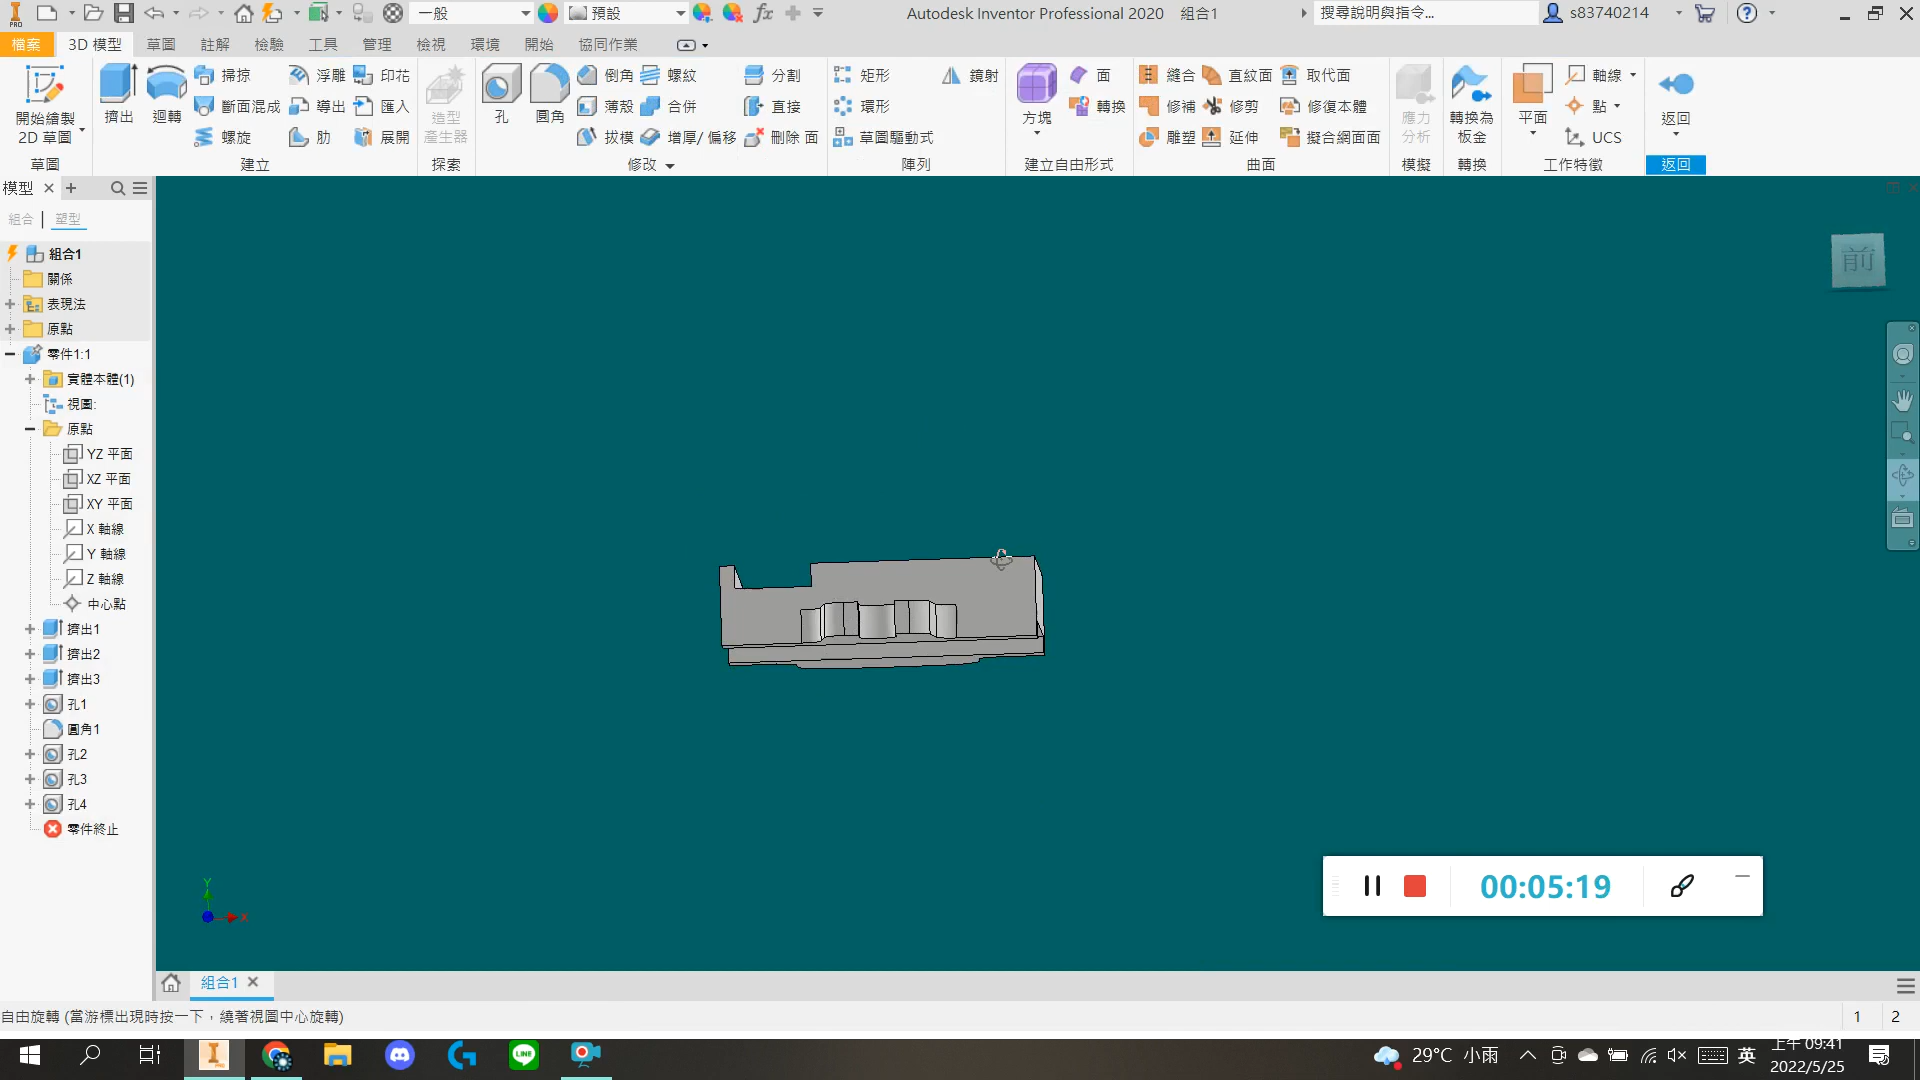 PRO
一般
預設
fx
Autodesk Inventor Professional 2020 組合1
搜尋說明與指令...
s83740214
檔案 3D 模型 草圖 註解 檢驗 工具 管理 檢視 環境 開始 協同作業
開始繪製
2D 草圖
草圖
擠出
迴轉
掃掠
斷面混成
螺旋
浮雕
導出
肋
印花
匯入
展開
建立
造型
產生器
探索
孔
圓角
倒角
薄殼
拔模
螺紋
合併
增厚/ 偏移
分割
直接
刪除 面
修改
矩形
環形
草圖驅動式
鏡射
陣列
方塊
面
轉換
建立自由形式
縫合
修補
雕塑
直紋面
修剪
延伸
取代面
修復本體
擬合網面面
曲面
應力
分析
模擬
轉換為
板金
轉換
平面
軸線
點
UCS
工作特徵
返回
返回
模型
組合
塑型
組合1
關係
表現法
原點
零件1:1
實體本體(1)
視圖:
原點
YZ 平面
XZ 平面
XY 平面
X 軸線
Y 軸線
Z 軸線
中心點
擠出1
擠出2
擠出3
孔1
圓角1
孔2
孔3
孔4
零件終止
前
Y
X
00:05:19
組合1
自由旋轉 (當游標出現時按一下，繞著視圖中心旋轉)
1 2
29°C 小雨
英
上午 09:41
2022/5/25